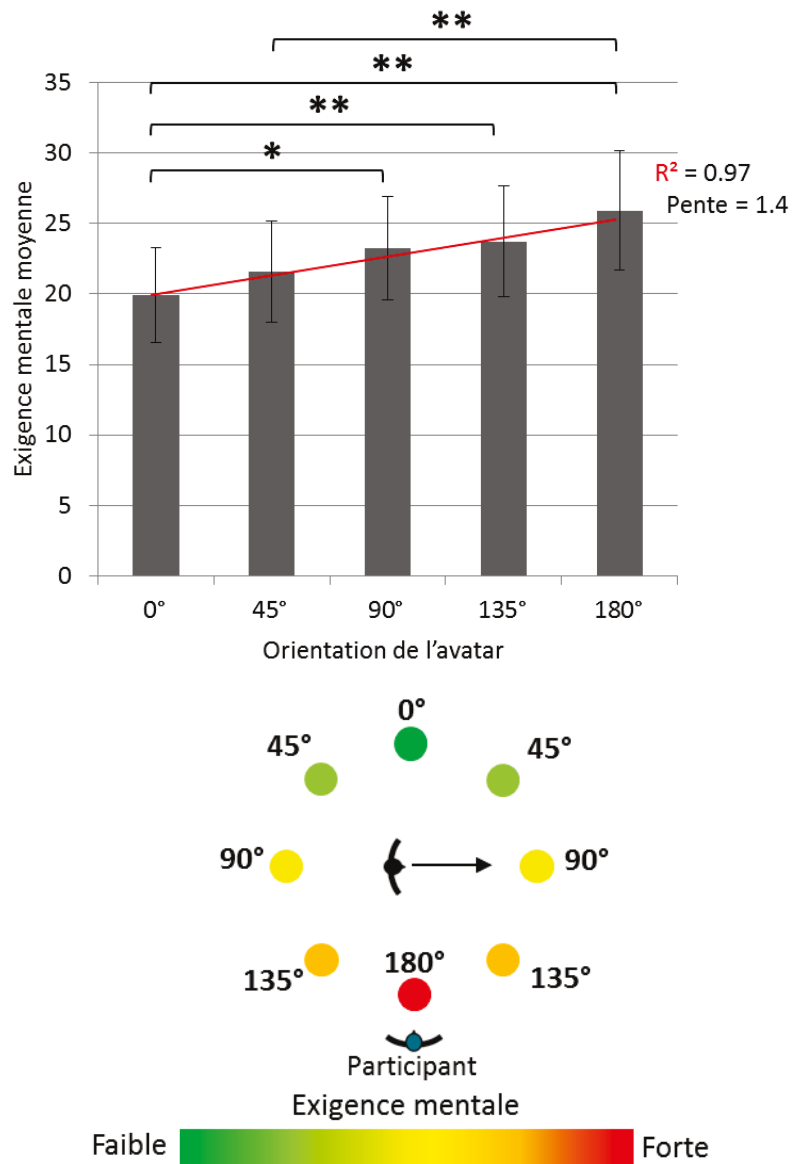 **
**
**
*
35
30
25
20
15
10
5
0
Exigence mentale moyenne
R² = 0.97
Pente = 1.4
0° 45° 90° 135° 180°
Orientation de l’avatar
0°
45° 45°
90° 90°
135° 180° 135°
Participant
Exigence mentale
Faible Forte